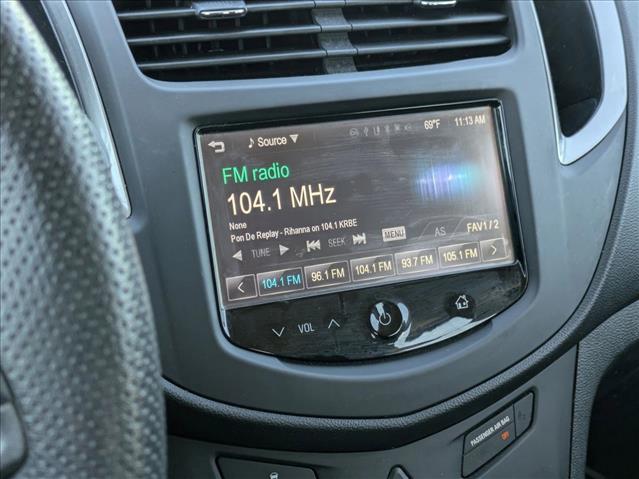 Source
69°F
11:13 AM
FM radio
104.1 MHz
None
Pon De Replay - Rihanna on 104.1 KRBE
TUNE
SEEK
MENU
AS
FAV1 / 2
104.1 FM
96.1 FM
104.1 FM
93.7 FM
105.1 FM
VOL
PASSENGER AIR BAG
OFF